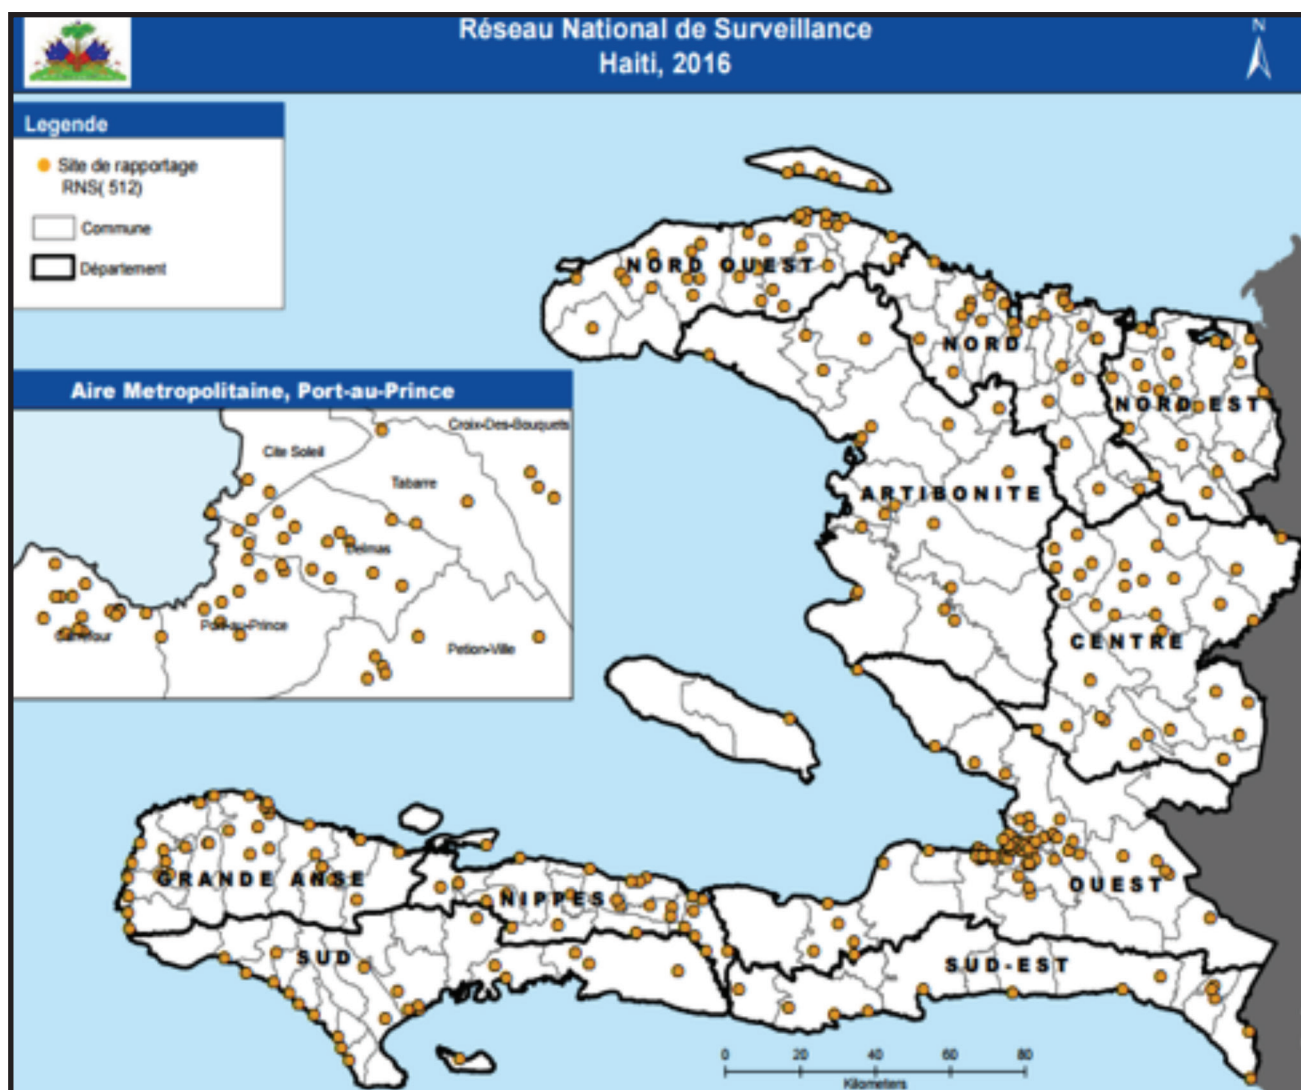 Réseau National de Surveillance
Haiti, 2016
N
Legende
Site de rapportage
RNS( 512)
Commune
Département
Aire Metropolitaine, Port-au-Prince
Croix-Des-Bouquets
Cite Soleil
Tabarre
Delmas
Carrefour
Port-au-Prince
Petion-Ville
NORD OUEST
NORD
NORD-EST
ARTIBONITE
CENTRE
GRANDE ANSE
NIPPES
OUEST
SUD
SUD-EST
0 20 40 60 80
Kilometers